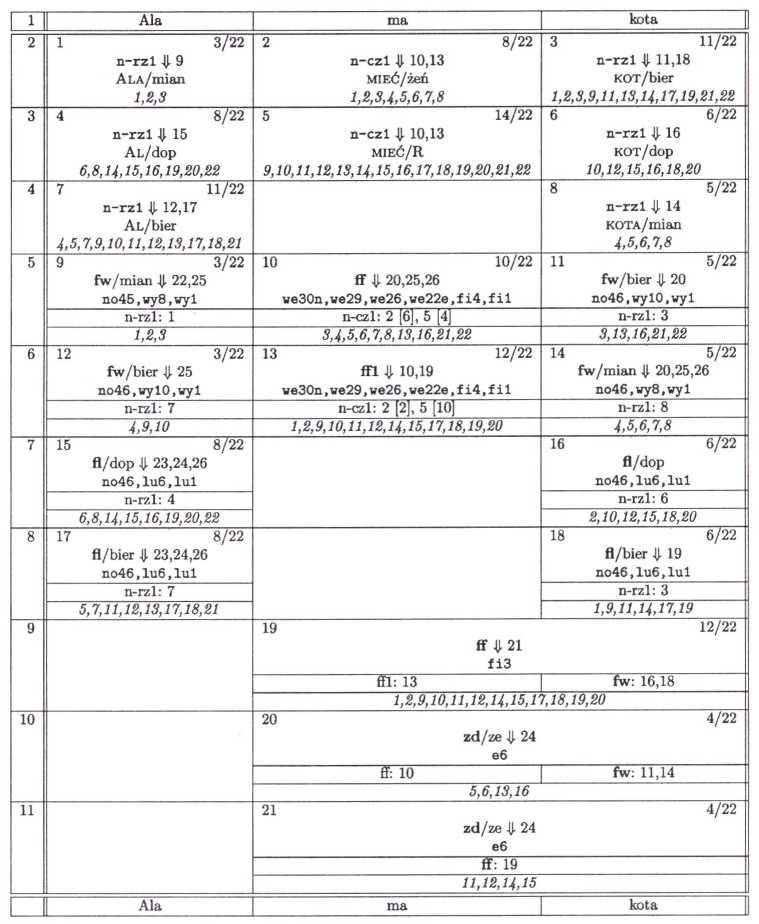 1 Ala ma kota
2 1 3/22 2 8/22 3 11/22
n-rz1 ⇓ 9 n-cz1 ⇓ 10,13 n-rz1 ⇓ 11,18
ALA/mian MIEĆ/żeń KOT/bier
1,2,3 1,2,3,4,5,6,7,8 1,2,3,9,11,13,14,17,19,21,22
3 4 8/22 5 14/22 6 6/22
n-rz1 ⇓ 15 n-cz1 ⇓ 10,13 n-rz1 ⇓ 16
AL/dop MIEĆ/R KOT/dop
6,8,14,15,16,19,20,22 9,10,11,12,13,14,15,16,17,18,19,20,21,22 10,12,15,16,18,20
4 7 11/22 8 5/22
n-rz1 ⇓ 12,17 n-rz1 ⇓ 14
AL/bier KOTA/mian
4,5,7,9,10,11,12,13,17,18,21 4,5,6,7,8
5 9 3/22 10 10/22 11 5/22
fw/mian ⇓ 22,25 ff ⇓ 20,25,26 fw/bier ⇓ 20
no45,wy8,wy1 we30n,we29,we26,we22e,fi4,fi1 no46,wy10,wy1
n-rz1: 1 n-cz1: 2 [6], 5 [4] n-rz1: 3
1,2,3 3,4,5,6,7,8,13,16,21,22 3,13,16,21,22
6 12 3/22 13 12/22 14 5/22
fw/bier ⇓ 25 ff1 ⇓ 10,19 fw/mian ⇓ 20,25,26
no46,wy10,wy1 we30n,we29,we26,we22e,fi4,fi1 no46,wy8,wy1
n-rz1: 7 n-cz1: 2 [2], 5 [10] n-rz1: 8
4,9,10 1,2,9,10,11,12,14,15,17,18,19,20 4,5,6,7,8
7 15 8/22 16 6/22
fl/dop ⇓ 23,24,26 fl/dop
no46,lu6,lu1 no46,lu6,lu1
n-rz1: 4 n-rz1: 6
6,8,14,15,16,19,20,22 2,10,12,15,18,20
8 17 8/22 18 6/22
fl/bier ⇓ 23,24,26 fl/bier ⇓ 19
no46,lu6,lu1 no46,lu6,lu1
n-rz1: 7 n-rz1: 3
5,7,11,12,13,17,18,21 1,9,11,14,17,19
9 19 12/22
ff ⇓ 21
fi3
ff1: 13 fw: 16,18
1,2,9,10,11,12,14,15,17,18,19,20
10 20 4/22
zd/ze ⇓ 24
e6
ff: 10 fw: 11,14
5,6,13,16
11 21 4/22
zd/ze ⇓ 24
e6
ff: 19
11,12,14,15
Ala ma kota